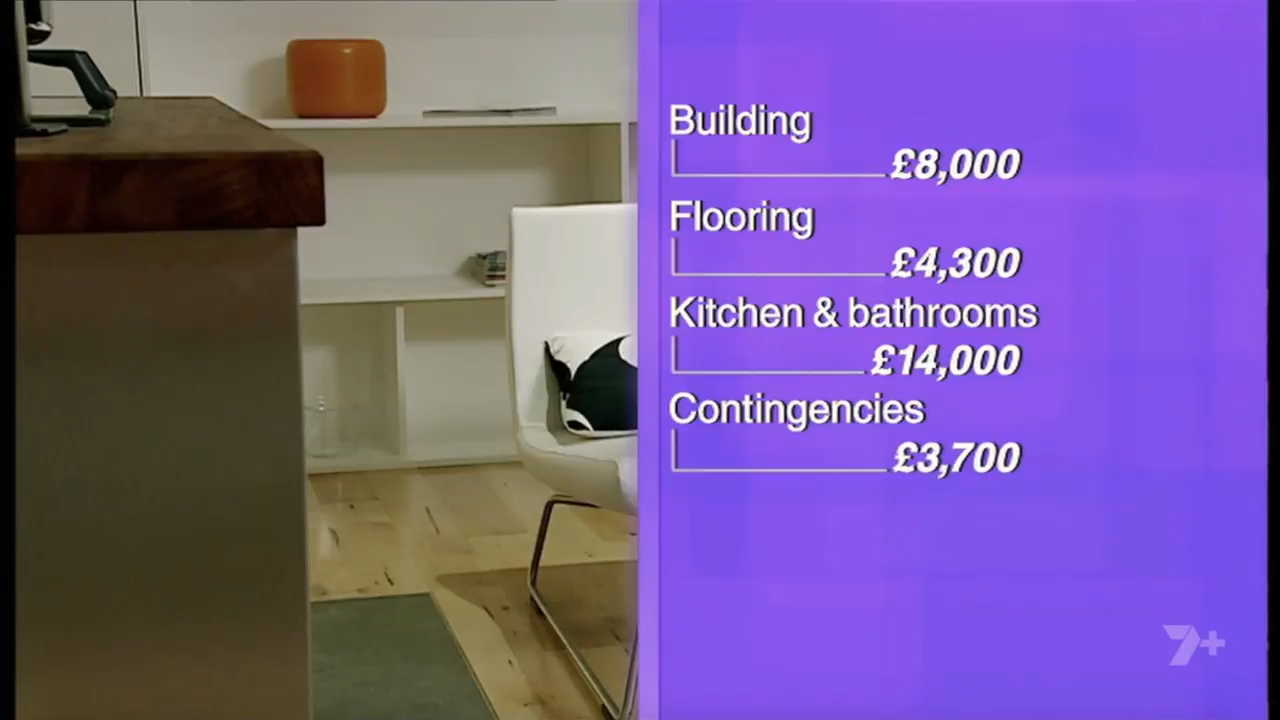 Building
£8,000
Flooring
£4,300
Kitchen & bathrooms
£14,000
Contingencies
£3,700
7+